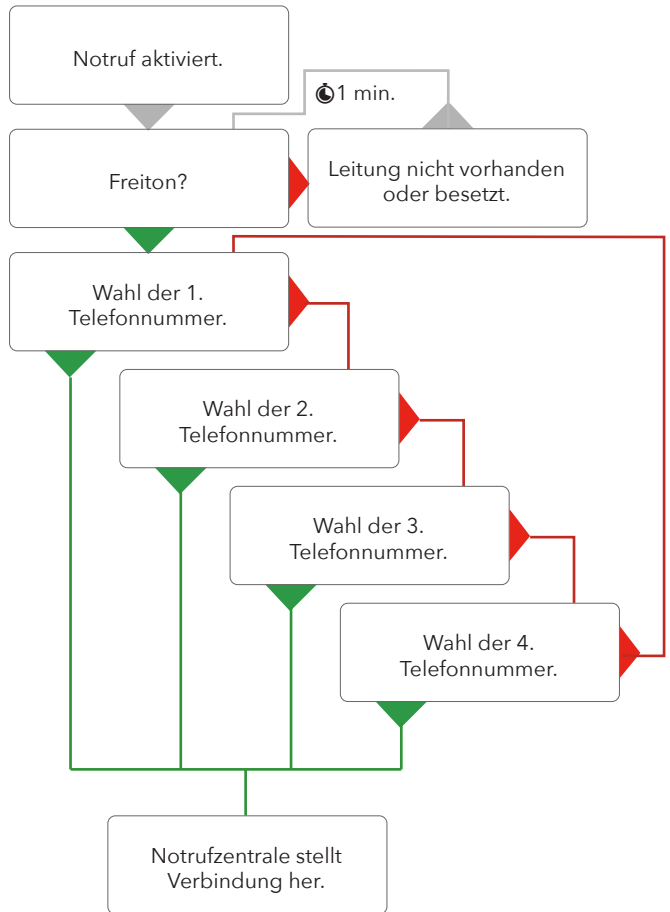 Notruf aktiviert.
1 min.
Freiton?
Leitung nicht vorhanden
oder besetzt.
Wahl der 1.
Telefonnummer.
Wahl der 2.
Telefonnummer.
Wahl der 3.
Telefonnummer.
Wahl der 4.
Telefonnummer.
Notrufzentrale stellt
Verbindung her.